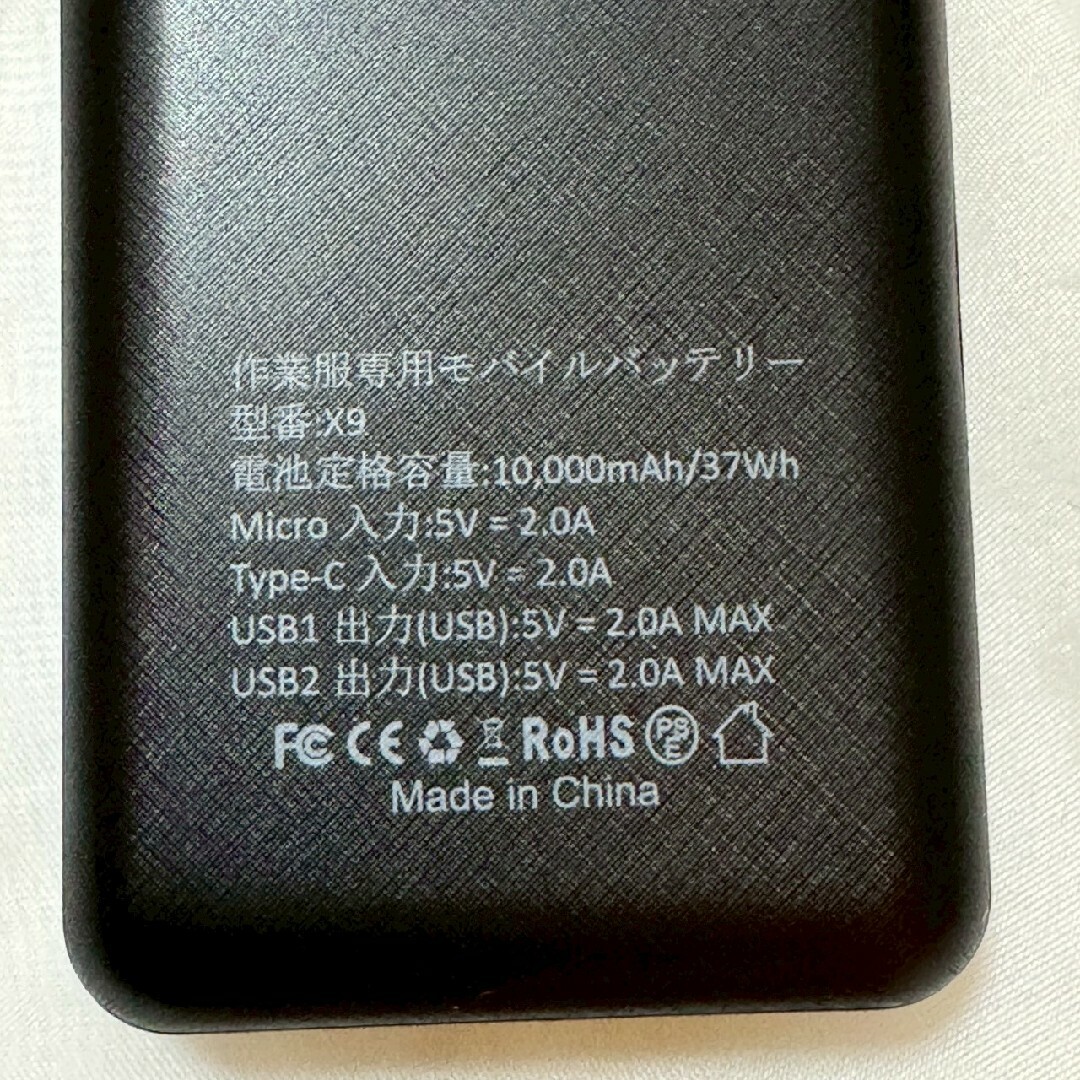 作業服専用モバイルバッテリー
型番:X9
電池定格容量:10,000mAh/37Wh
Micro 入力:5V = 2.0A
Type-C 入力:5V = 2.0A
USB1 出力(USB):5V = 2.0A MAX
USB2 出力(USB):5V = 2.0A MAX
FC CE RoHS PSE
Made in China